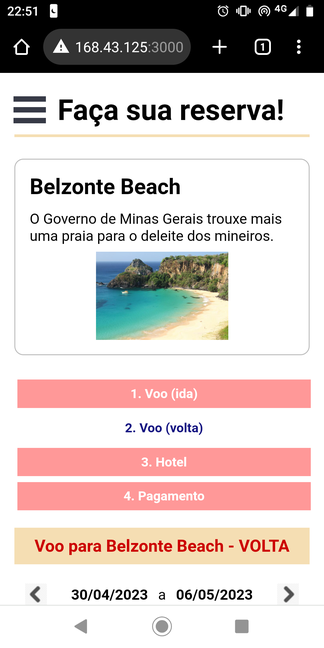 22:51
4G
168.43.125:3000
1
Faça sua reserva!
Belzonte Beach
O Governo de Minas Gerais trouxe mais
uma praia para o deleite dos mineiros.
1. Voo (ida)
2. Voo (volta)
3. Hotel
4. Pagamento
Voo para Belzonte Beach - VOLTA
30/04/2023 a 06/05/2023